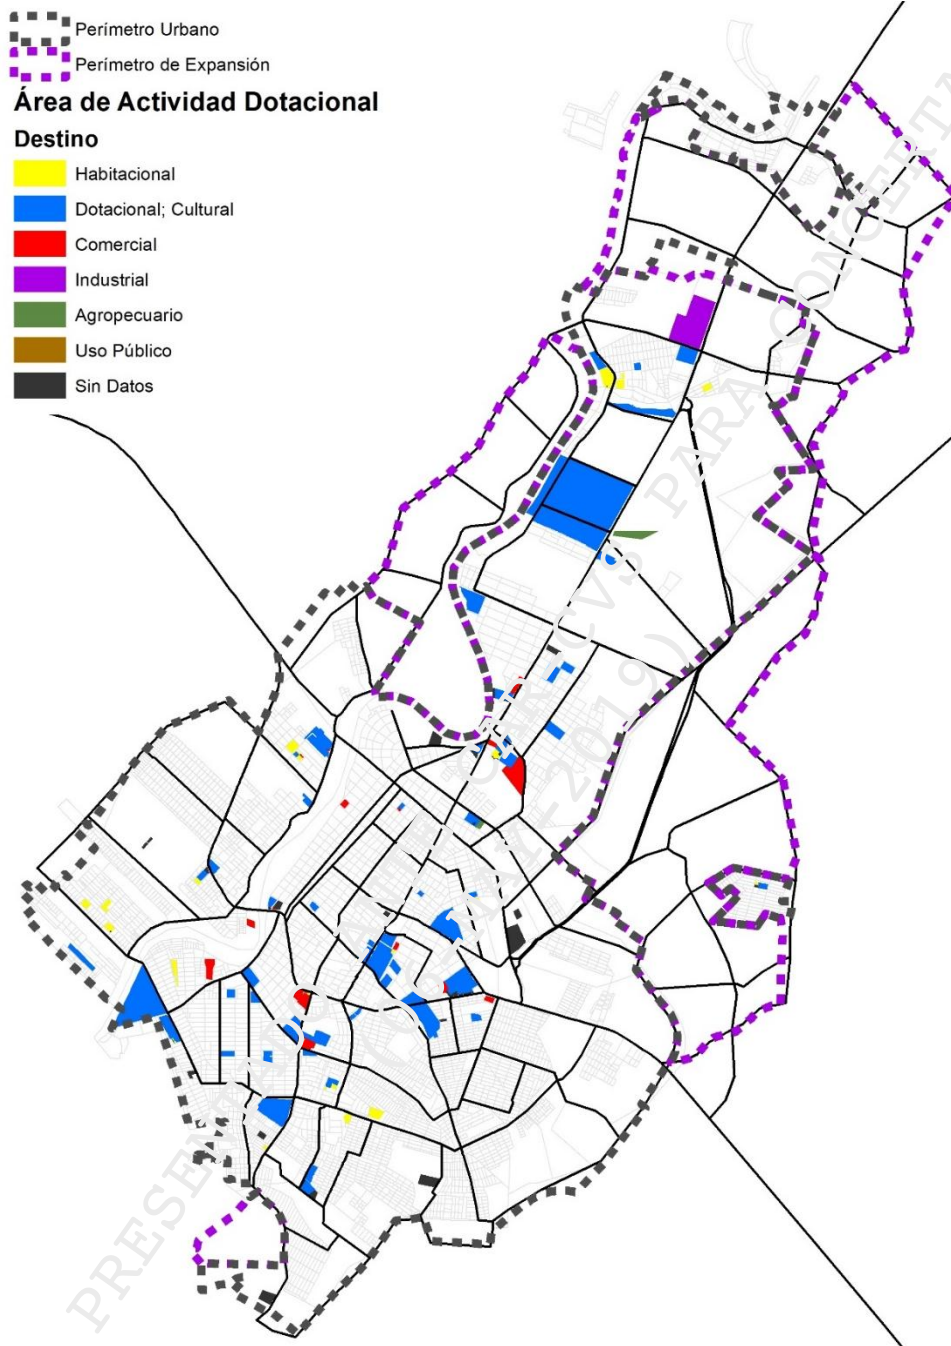 Perímetro Urbano
Perímetro de Expansión
Área de Actividad Dotacional
Destino
Habitacional
Dotacional; Cultural
Comercial
Industrial
Agropecuario
Uso Público
Sin Datos